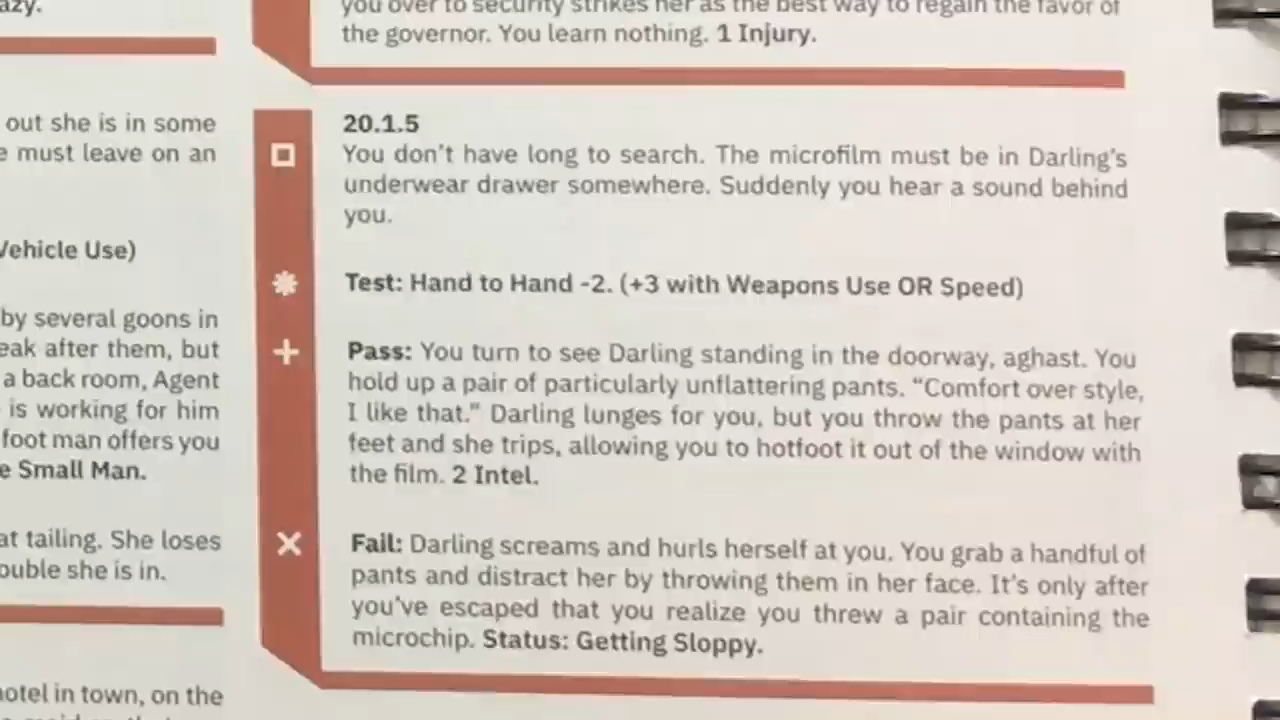 azy.
out she is in some
must leave on an
Vehicle Use)
by several goons in
eak after them, but
a back room, Agent
is working for him
foot man offers you
e Small Man.
at tailing. She loses
ouble she is in.
hotel in town, on the
you over to security strikes her as the best way to regain the favor of
the governor. You learn nothing. 1 Injury.
20.1.5
You don't have long to search. The microfilm must be in Darling's
underwear drawer somewhere. Suddenly you hear a sound behind
you.
Test: Hand to Hand -2. (+3 with Weapons Use OR Speed)
Pass: You turn to see Darling standing in the doorway, aghast. You
hold up a pair of particularly unflattering pants. “Comfort over style,
I like that.” Darling lunges for you, but you throw the pants at her
feet and she trips, allowing you to hotfoot it out of the window with
the film. 2 Intel.
Fail: Darling screams and hurls herself at you. You grab a handful of
pants and distract her by throwing them in her face. It's only after
you've escaped that you realize you threw a pair containing the
microchip. Status: Getting Sloppy.